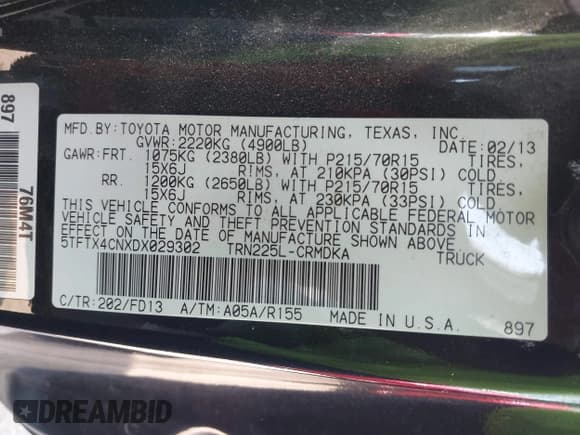 MFD.BY:TOYOTA MOTOR MANUFACTURING, TEXAS, INC.
GVWR:2220KG (4900LB) DATE:02/13
GAWR:FRT. 1075KG (2380LB) WITH P215/70R15 TIRES,
15X6J RIMS, AT 210KPA (30PSI) COLD.
RR. 1200KG (2650LB) WITH P215/70R15 TIRES,
15X6J RIMS, AT 230KPA (33PSI) COLD.
THIS VEHICLE CONFORMS TO ALL APPLICABLE FEDERAL MOTOR
VEHICLE SAFETY AND THEFT PREVENTION STANDARDS IN
EFFECT ON THE DATE OF MANUFACTURE SHOWN ABOVE.
5TFTX4CNXDX029302 TRN225L-CRMDKA TRUCK
C/TR:202/FD13 A/TM:A05A/R155 MADE IN U.S.A. 897
897
76M4T
DREAMBID